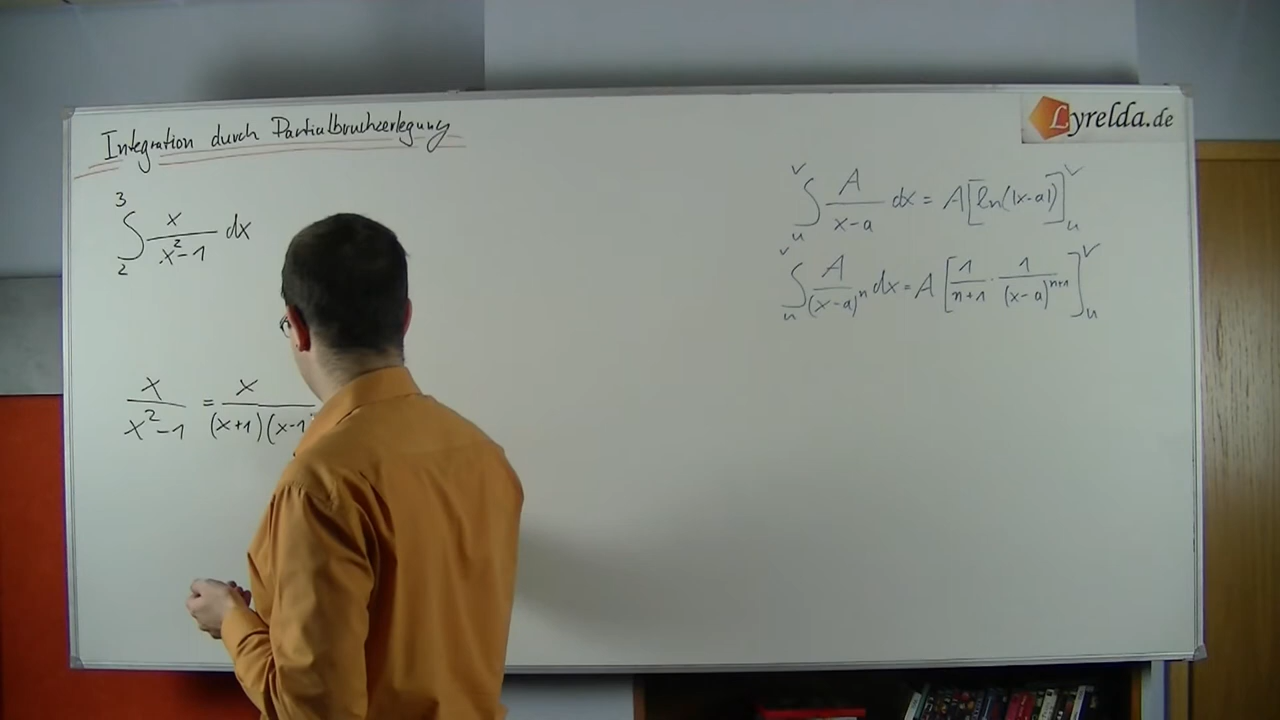 Integration durch Partialbruchzerlegung
Lyrelda.de
∫₂³ x/(x²-1) dx
x/(x²-1) = x/((x+1)(x-1
∫ᵤᵛ A/(x-a) dx = A[ln(|x-a|)]ᵤᵛ
∫ᵤᵛ A/(x-a)ⁿ dx = A[1/(n+1) · 1/(x-a)ⁿ⁺¹]ᵤᵛ